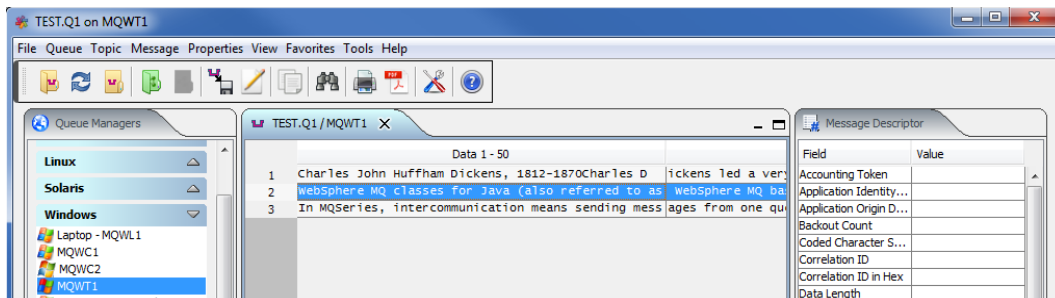 TEST.Q1 on MQWT1
File Queue Topic Message Properties View Favorites Tools Help
Queue Managers
Linux
Solaris
Windows
Laptop - MQWL1
MQWC1
MQWC2
MQWT1
TEST.Q1 / MQWT1
Data 1 - 50
1 Charles John Huffham Dickens, 1812-1870Charles D ickens led a very
2 WebSphere MQ classes for Java (also referred to as WebSphere MQ ba
3 In MQSeries, intercommunication means sending mess ages from one qu
Message Descriptor
Field Value
Accounting Token
Application Identity...
Application Origin D...
Backout Count
Coded Character S...
Correlation ID
Correlation ID in Hex
Data Length